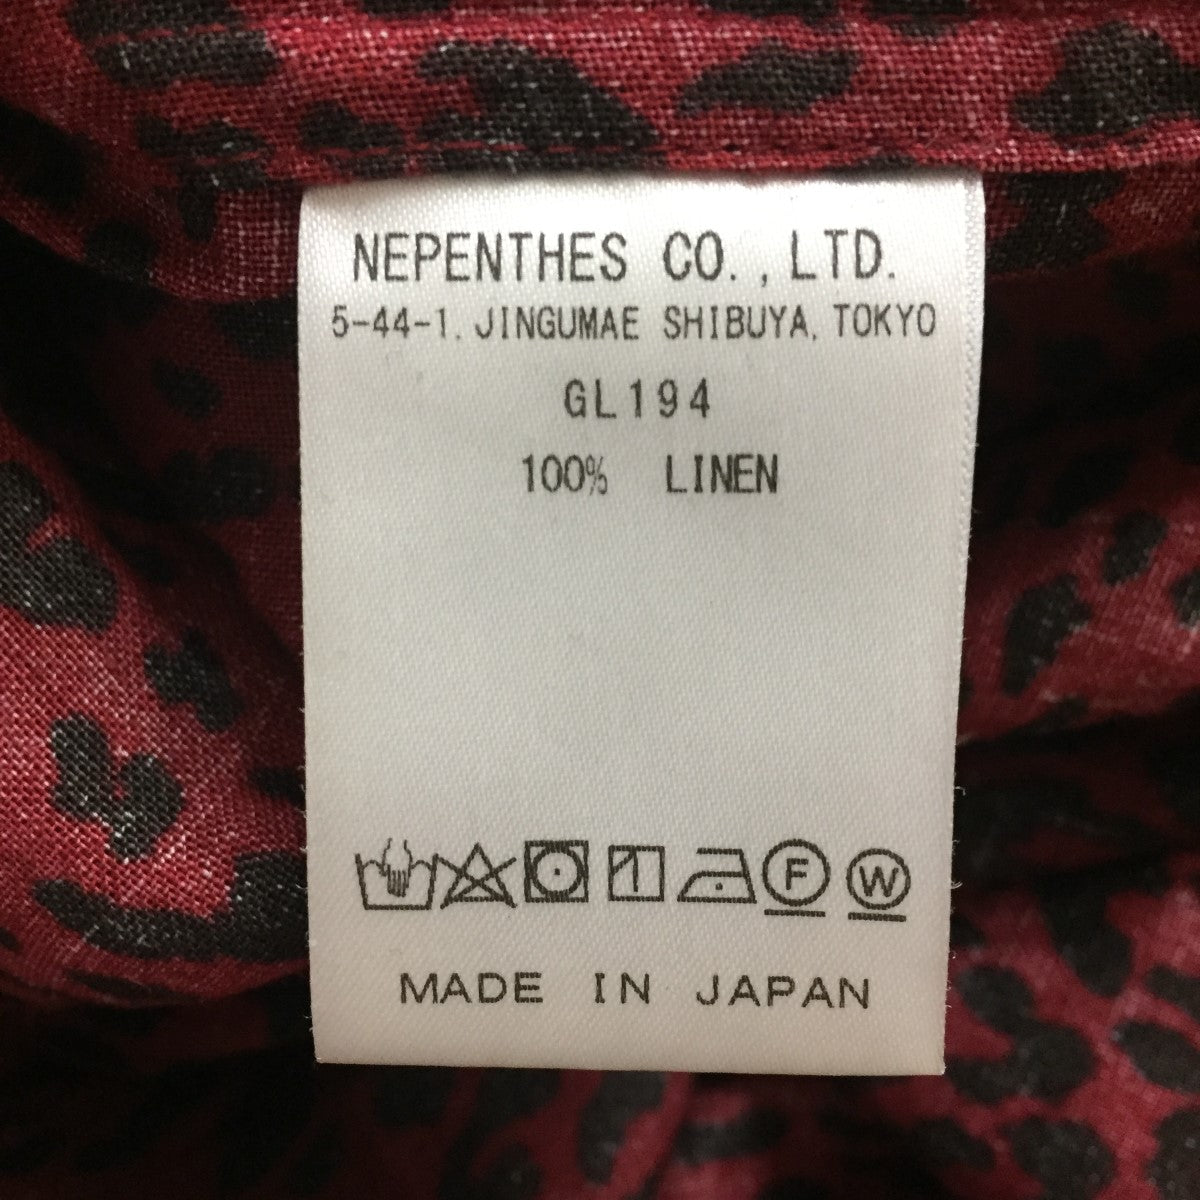 NEPENTHES CO., LTD.
5-44-1. JINGUMAE SHIBUYA, TOKYO
GL194
100% LINEN
F W
MADE IN JAPAN